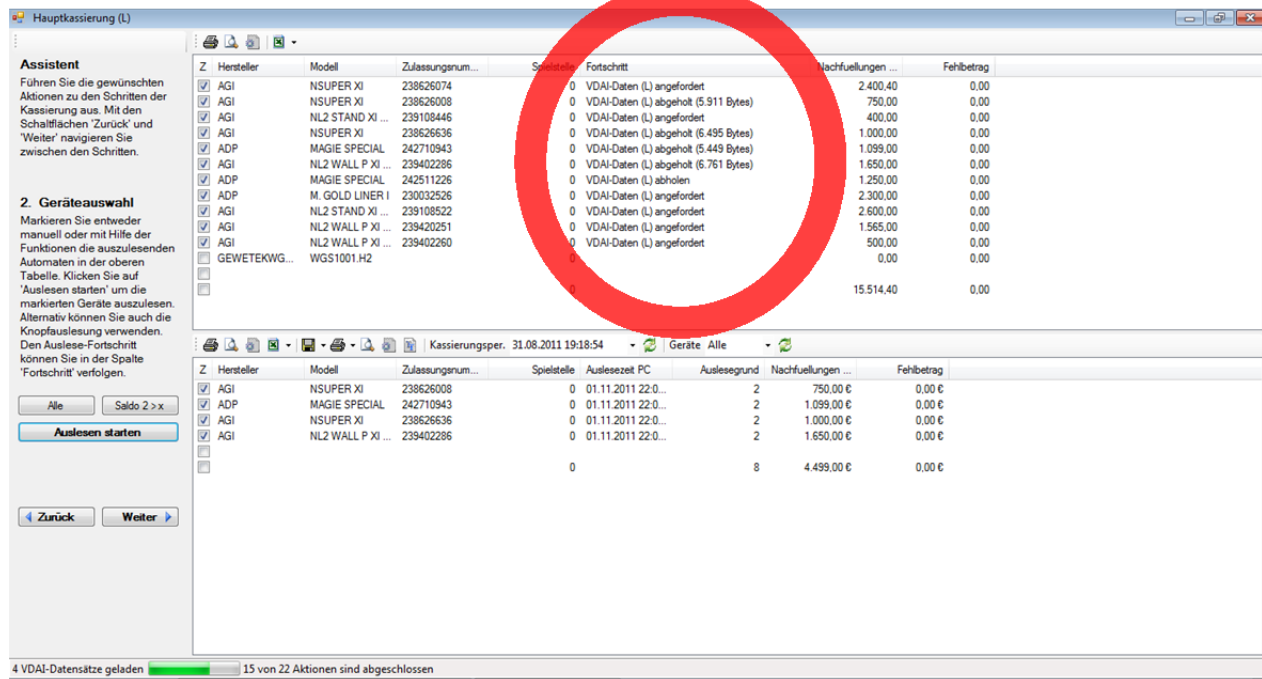 Hauptkassierung (L)
Assistent
Führen Sie die gewünschten
Aktionen zu den Schritten der
Kassierung aus. Mit den
Schaltflächen 'Zurück' und
'Weiter' navigieren Sie
zwischen den Schritten.
2. Geräteauswahl
Markieren Sie entweder
manuell oder mit Hilfe der
Funktionen die auszulesenden
Automaten in der oberen
Tabelle. Klicken Sie auf
'Auslesen starten' um die
markierten Geräte auszulesen.
Alternativ können Sie auch die
Knopfauslesung verwenden.
Den Auslese-Fortschritt
können Sie in der Spalte
'Fortschritt' verfolgen.
Alle Saldo 2 > x
Auslesen starten
Zurück Weiter
Z Hersteller Modell Zulassungsnum... Spielstelle Fortschritt Nachfuellungen ... Fehlbetrag
AGI NSUPER XI 238626074 0 VDAI-Daten (L) angefordert 2.400,40 0,00
AGI NSUPER XI 238626008 0 VDAI-Daten (L) abgeholt (5.911 Bytes) 750,00 0,00
AGI NL2 STAND XI ... 239108446 0 VDAI-Daten (L) angefordert 400,00 0,00
AGI NSUPER XI 238626636 0 VDAI-Daten (L) abgeholt (6.495 Bytes) 1.000,00 0,00
ADP MAGIE SPECIAL 242710943 0 VDAI-Daten (L) abgeholt (5.449 Bytes) 1.099,00 0,00
AGI NL2 WALL P XI ... 239402286 0 VDAI-Daten (L) abgeholt (6.761 Bytes) 1.650,00 0,00
ADP MAGIE SPECIAL 242511226 0 VDAI-Daten (L) abholen 1.250,00 0,00
ADP M. GOLD LINER I 230032526 0 VDAI-Daten (L) angefordert 2.300,00 0,00
AGI NL2 STAND XI ... 239108522 0 VDAI-Daten (L) angefordert 2.600,00 0,00
AGI NL2 WALL P XI ... 239420251 0 VDAI-Daten (L) angefordert 1.565,00 0,00
AGI NL2 WALL P XI ... 239402260 0 VDAI-Daten (L) angefordert 500,00 0,00
GEWETEKWG... WGS1001.H2 0 0,00 0,00
0 15.514,40 0,00
Kassierungsper. 31.08.2011 19:18:54 Geräte Alle
Z Hersteller Modell Zulassungsnum... Spielstelle Auslesezeit PC Auslesegrund Nachfuellungen ... Fehlbetrag
AGI NSUPER XI 238626008 0 01.11.2011 22:0... 2 750,00 € 0,00 €
ADP MAGIE SPECIAL 242710943 0 01.11.2011 22:0... 2 1.099,00 € 0,00 €
AGI NSUPER XI 238626636 0 01.11.2011 22:0... 2 1.000,00 € 0,00 €
AGI NL2 WALL P XI ... 239402286 0 01.11.2011 22:0... 2 1.650,00 € 0,00 €
0 8 4.499,00 € 0,00 €
4 VDAI-Datensätze geladen 15 von 22 Aktionen sind abgeschlossen